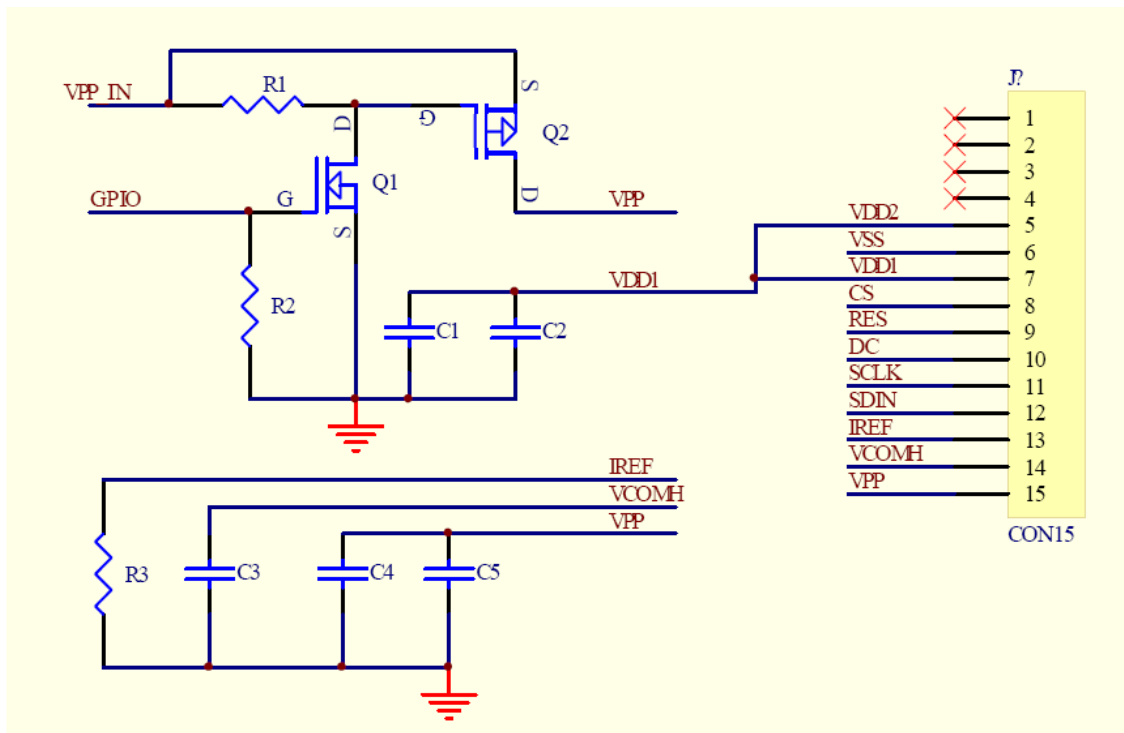 VPP_IN
R1
S
D
G
Q2
Q1
GPIO
G
S
D
VPP
R2
VDD1
C1
C2
IREF
VCOMH
VPP
R3
C3
C4
C5
J?
1
2
3
4
VDD2 5
VSS 6
VDD1 7
CS 8
RES 9
DC 10
SCLK 11
SDIN 12
IREF 13
VCOMH 14
VPP 15
CON15